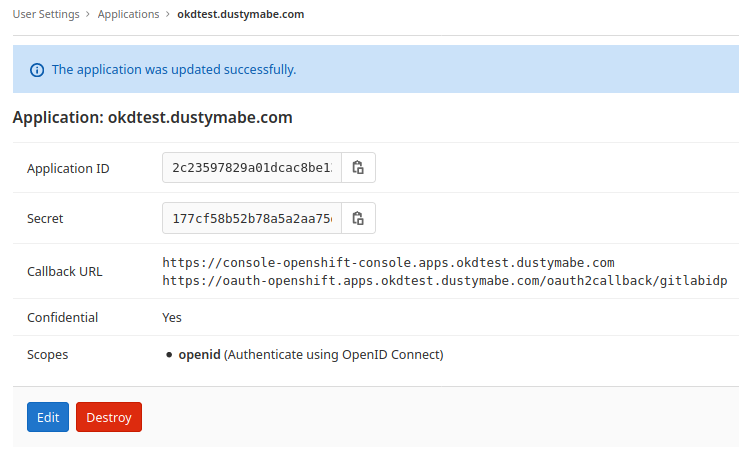 User Settings › Applications › okdtest.dustymabe.com
The application was updated successfully.
Application: okdtest.dustymabe.com
Application ID 2c23597829a01dcac8be1
Secret 177cf58b52b78a5a2aa75
Callback URL https://console-openshift-console.apps.okdtest.dustymabe.com
https://oauth-openshift.apps.okdtest.dustymabe.com/oauth2callback/gitlabidp
Confidential Yes
Scopes • openid (Authenticate using OpenID Connect)
Edit Destroy